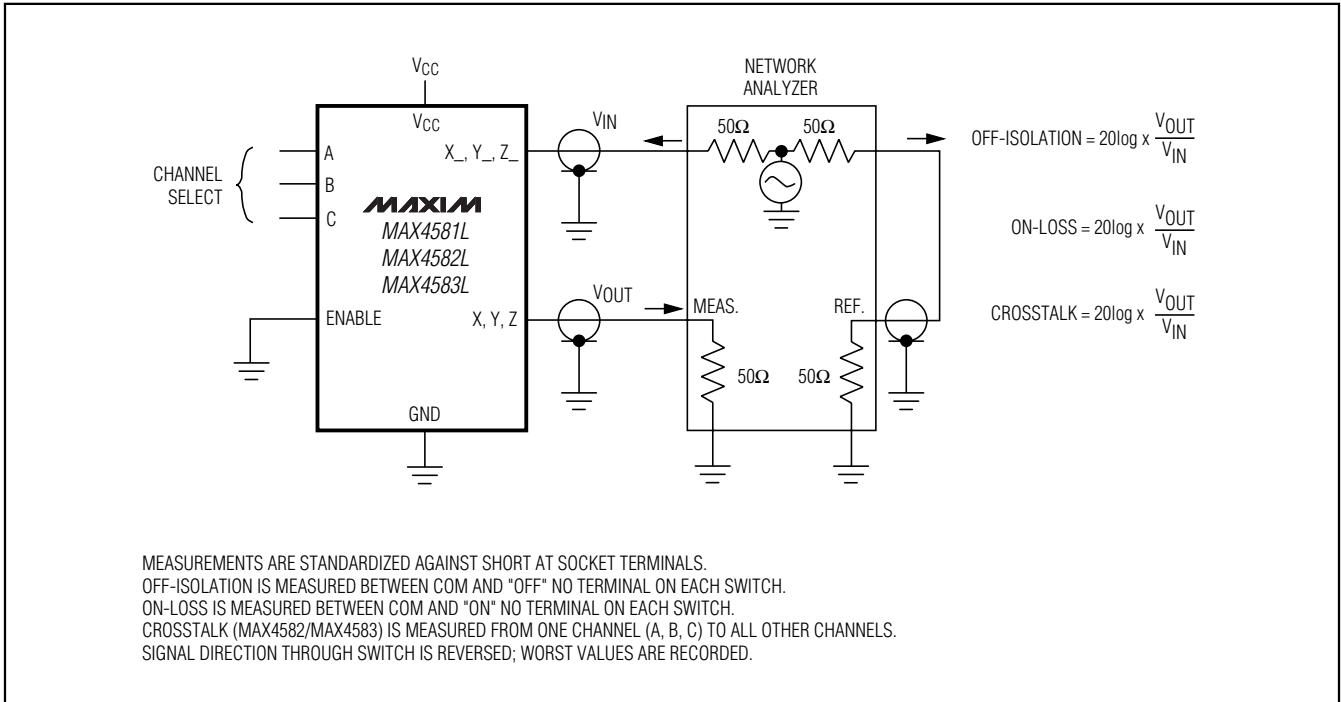 VCC
NETWORK
ANALYZER
VCC
VIN
50Ω 50Ω
OFF-ISOLATION = 20log x VOUT
VIN
CHANNEL
SELECT
A
B
C
X_, Y_, Z_
MAXIM
MAX4581L
MAX4582L
MAX4583L
ON-LOSS = 20log x VOUT
VIN
VOUT
MEAS. REF.
ENABLE
X, Y, Z
CROSSTALK = 20log x VOUT
VIN
50Ω 50Ω
GND
MEASUREMENTS ARE STANDARDIZED AGAINST SHORT AT SOCKET TERMINALS.
OFF-ISOLATION IS MEASURED BETWEEN COM AND "OFF" NO TERMINAL ON EACH SWITCH.
ON-LOSS IS MEASURED BETWEEN COM AND "ON" NO TERMINAL ON EACH SWITCH.
CROSSTALK (MAX4582/MAX4583) IS MEASURED FROM ONE CHANNEL (A, B, C) TO ALL OTHER CHANNELS.
SIGNAL DIRECTION THROUGH SWITCH IS REVERSED; WORST VALUES ARE RECORDED.